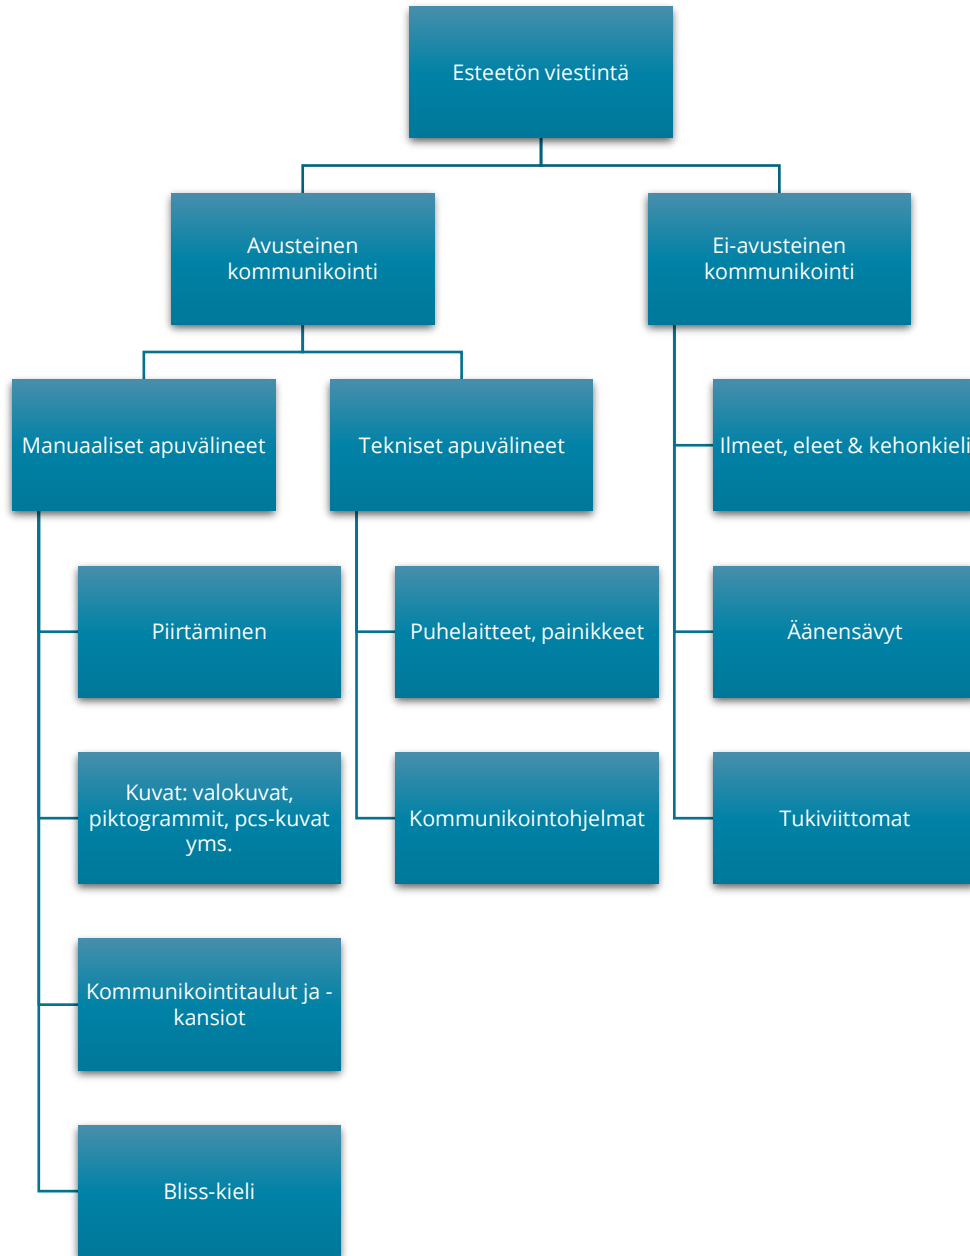 Esteetön viestintä
Avusteinen
kommunikointi
Ei-avusteinen
kommunikointi
Manuaaliset apuvälineet
Tekniset apuvälineet
Ilmeet, eleet & kehonkieli
Piirtäminen
Puhelaitteet, painikkeet
Äänensävyt
Kuvat: valokuvat,
piktogrammit, pcs-kuvat
yms.
Kommunikointohjelmat
Tukiviittomat
Kommunikointitaulut ja -
kansiot
Bliss-kieli